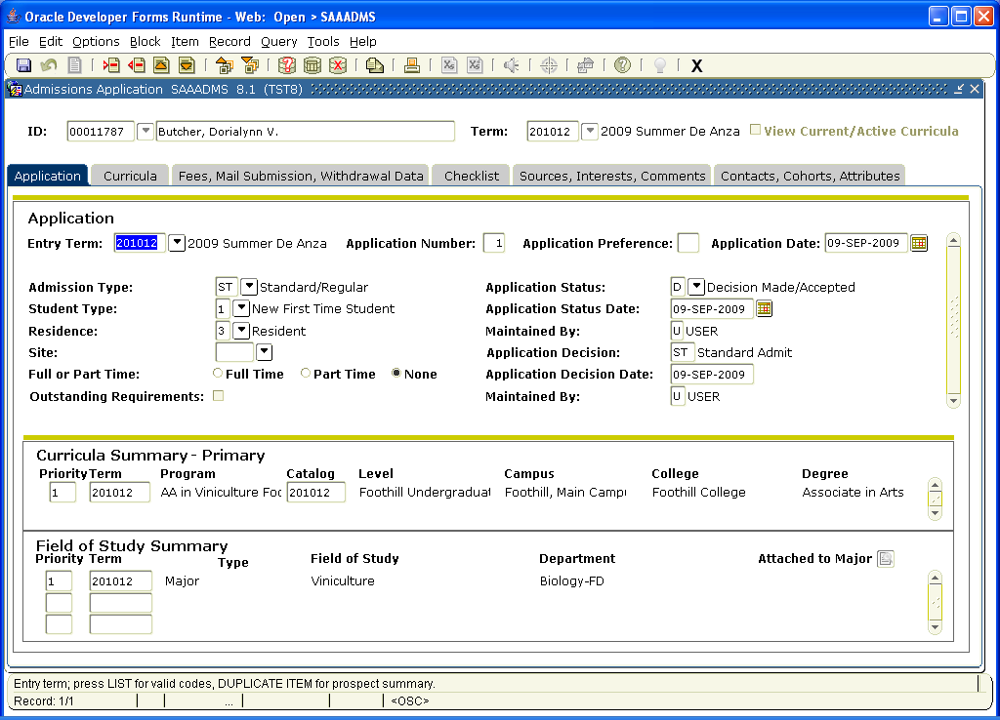 Oracle Developer Forms Runtime - Web: Open > SAAADMS
File Edit Options Block Item Record Query Tools Help
X
Admissions Application SAAADMS 8.1 (TST8)
ID: 00011787 Butcher, Dorialynn V. Term: 201012 2009 Summer De Anza View Current/Active Curricula
Application Curricula Fees, Mail Submission, Withdrawal Data Checklist Sources, Interests, Comments Contacts, Cohorts, Attributes
Application
Entry Term: 201012 2009 Summer De Anza Application Number: 1 Application Preference: Application Date: 09-SEP-2009
Admission Type: ST Standard/Regular Application Status: D Decision Made/Accepted
Student Type: 1 New First Time Student Application Status Date: 09-SEP-2009
Residence: 3 Resident Maintained By: U USER
Site: Application Decision: ST Standard Admit
Full or Part Time: Full Time Part Time None Application Decision Date: 09-SEP-2009
Outstanding Requirements: Maintained By: U USER
Curricula Summary - Primary
Priority Term Program Catalog Level Campus College Degree
1 201012 AA in Viniculture Foo 201012 Foothill Undergraduat Foothill, Main Campu Foothill College Associate in Arts
Field of Study Summary
Priority Term Type Field of Study Department Attached to Major
1 201012 Major Viniculture Biology-FD
Entry term; press LIST for valid codes, DUPLICATE ITEM for prospect summary.
Record: 1/1 ... <OSC>